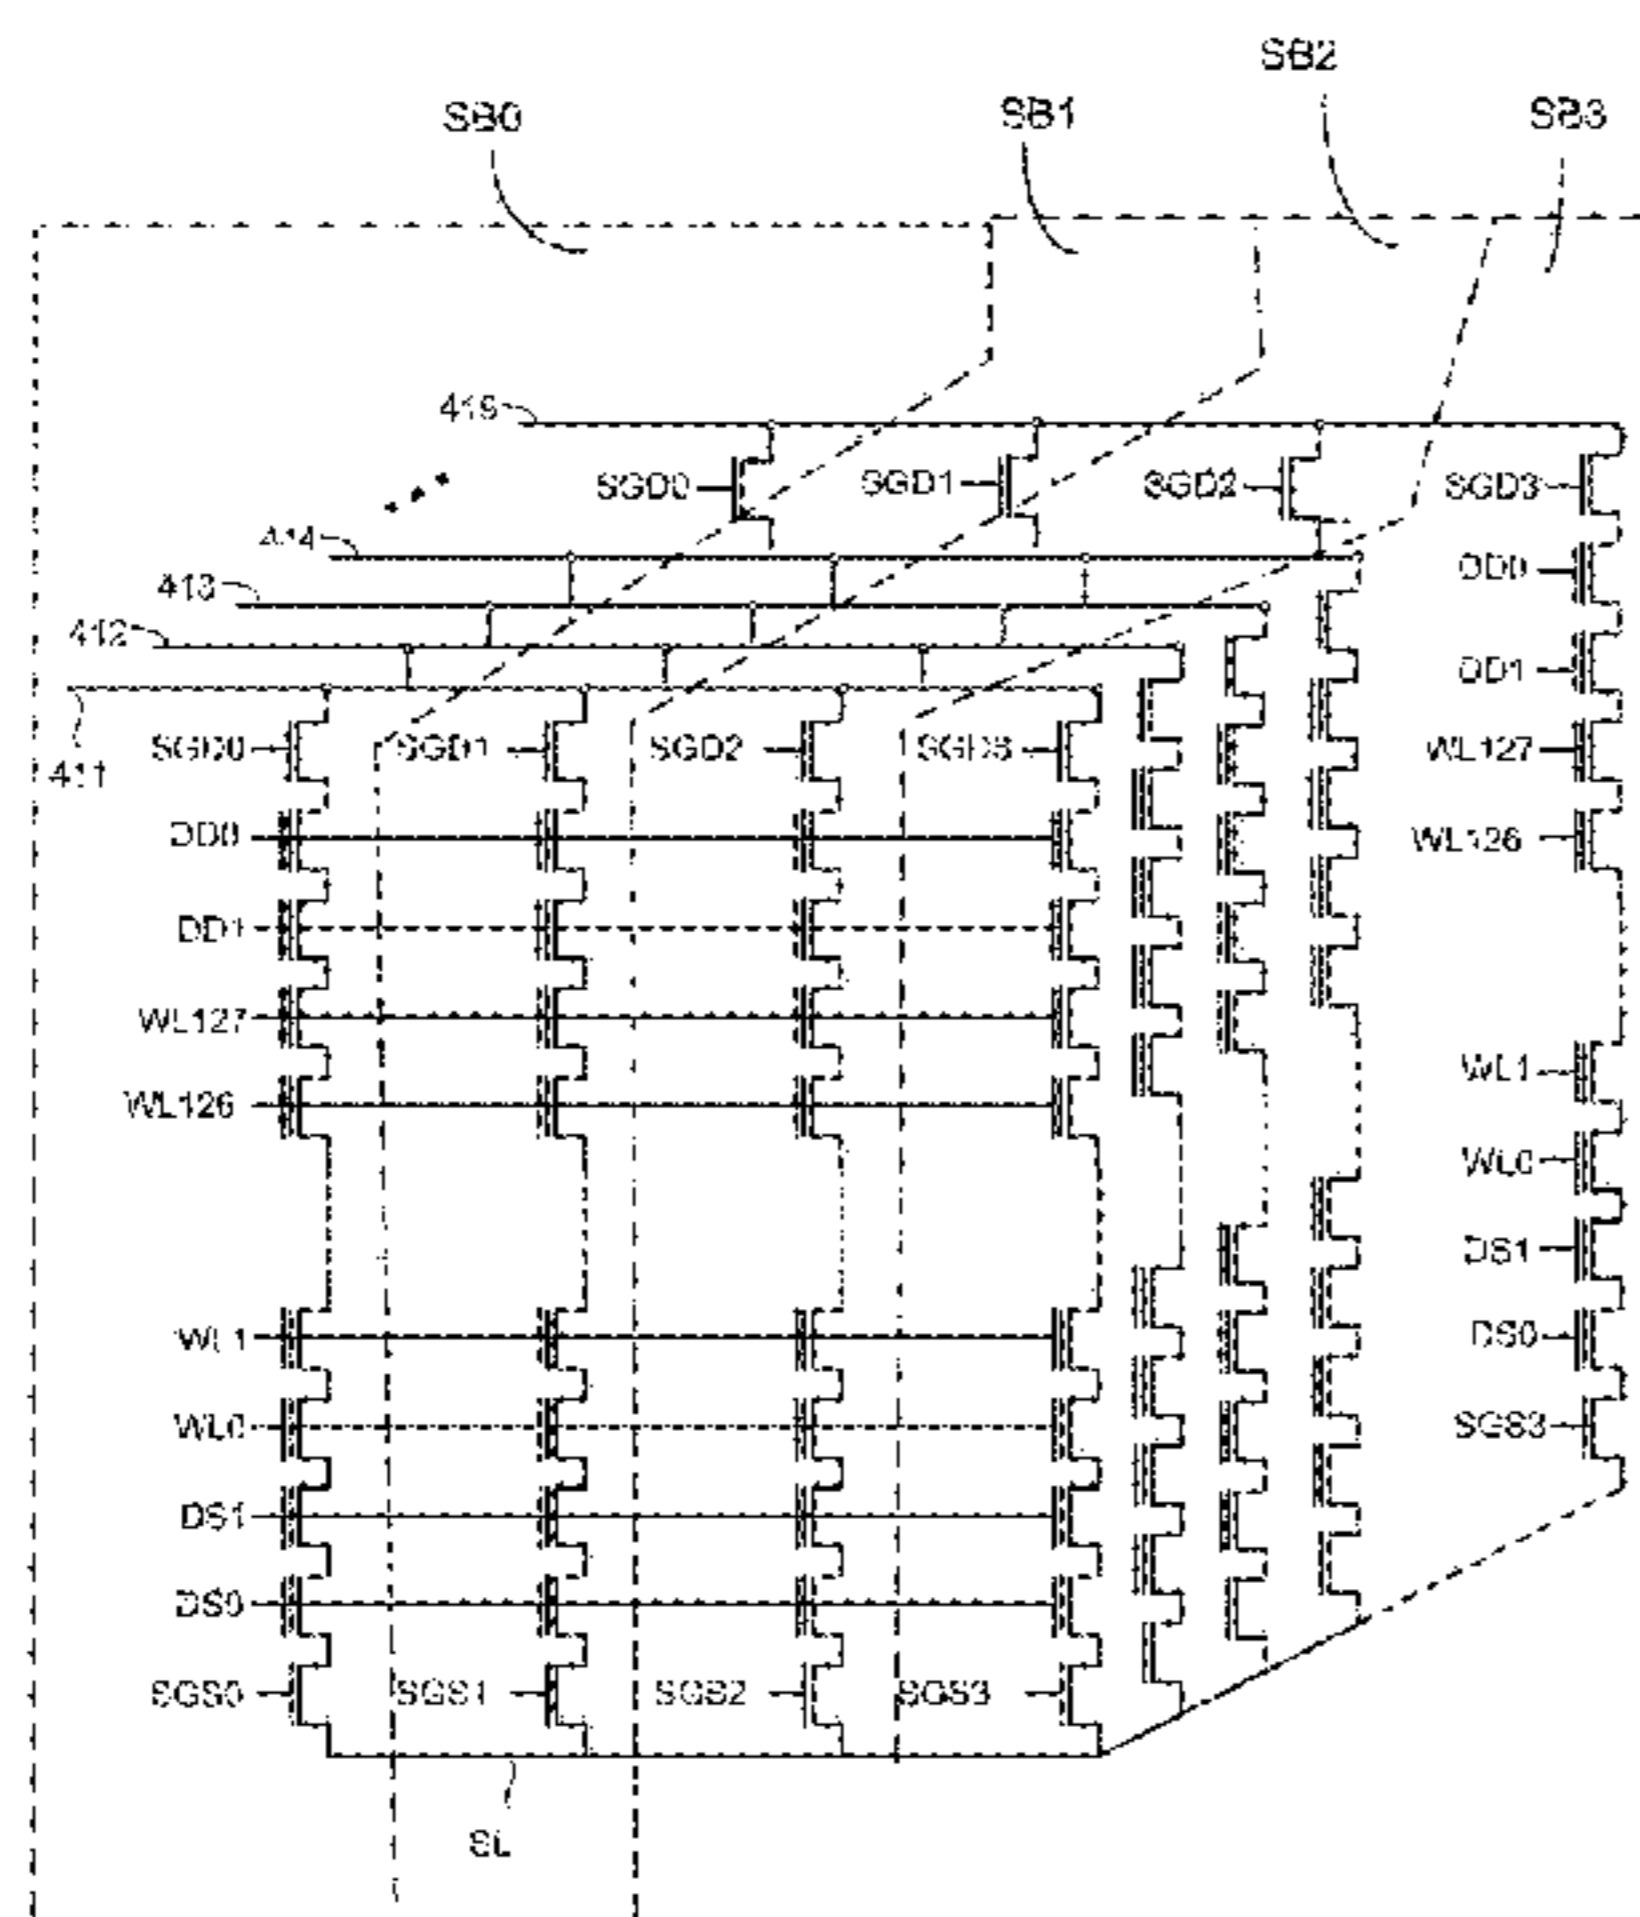 SB2
SB0 SB1 SB3
419
SGD0 SGD1 SGD2 SGD3
414
DD0
413
412
DD1
SGD0 SGD1 SGD2 SGD3
WL127
411
DD0
WL126
DD1
WL127
WL1
WL126
WL0
DS1
WL1
DS0
WL0
SGS3
DS1
DS0
SGS0 SGS1 SGS2 SGS3
SL